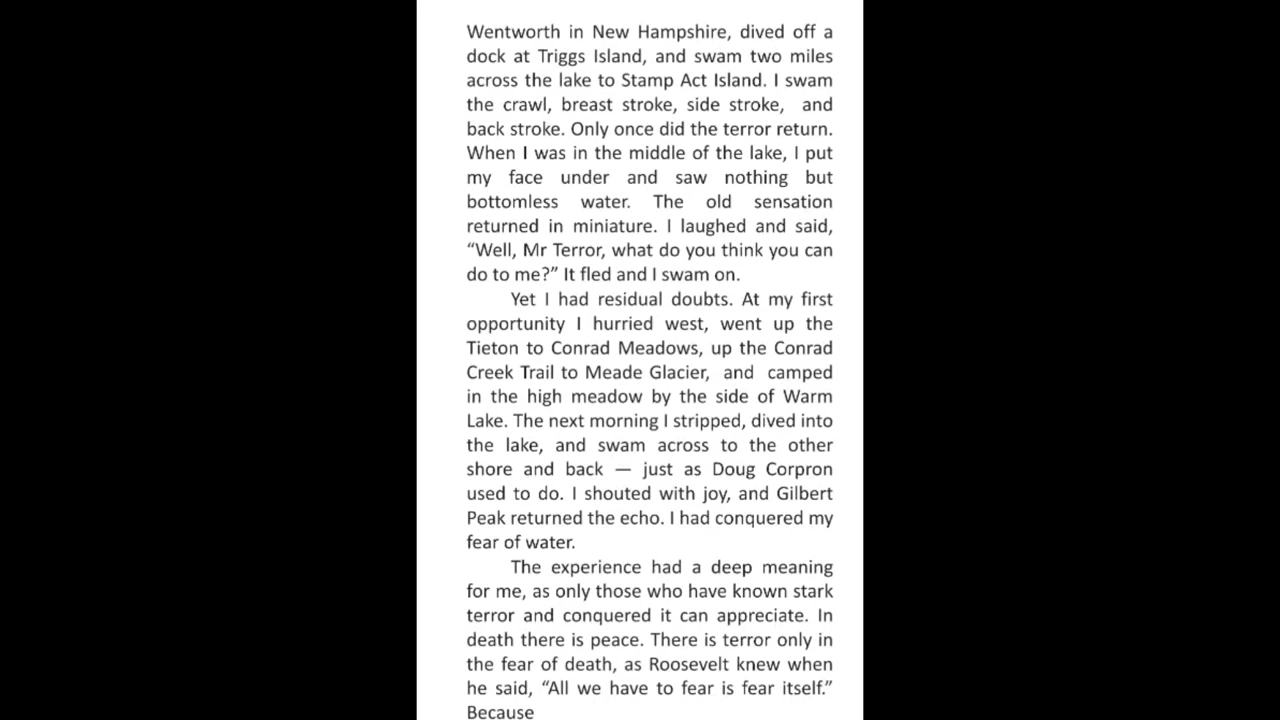 Wentworth in New Hampshire, dived off a
dock at Triggs Island, and swam two miles
across the lake to Stamp Act Island. I swam
the crawl, breast stroke, side stroke, and
back stroke. Only once did the terror return.
When I was in the middle of the lake, I put
my face under and saw nothing but
bottomless water. The old sensation
returned in miniature. I laughed and said,
“Well, Mr Terror, what do you think you can
do to me?” It fled and I swam on.
Yet I had residual doubts. At my first
opportunity I hurried west, went up the
Tieton to Conrad Meadows, up the Conrad
Creek Trail to Meade Glacier, and camped
in the high meadow by the side of Warm
Lake. The next morning I stripped, dived into
the lake, and swam across to the other
shore and back — just as Doug Corpron
used to do. I shouted with joy, and Gilbert
Peak returned the echo. I had conquered my
fear of water.
The experience had a deep meaning
for me, as only those who have known stark
terror and conquered it can appreciate. In
death there is peace. There is terror only in
the fear of death, as Roosevelt knew when
he said, “All we have to fear is fear itself.”
Because